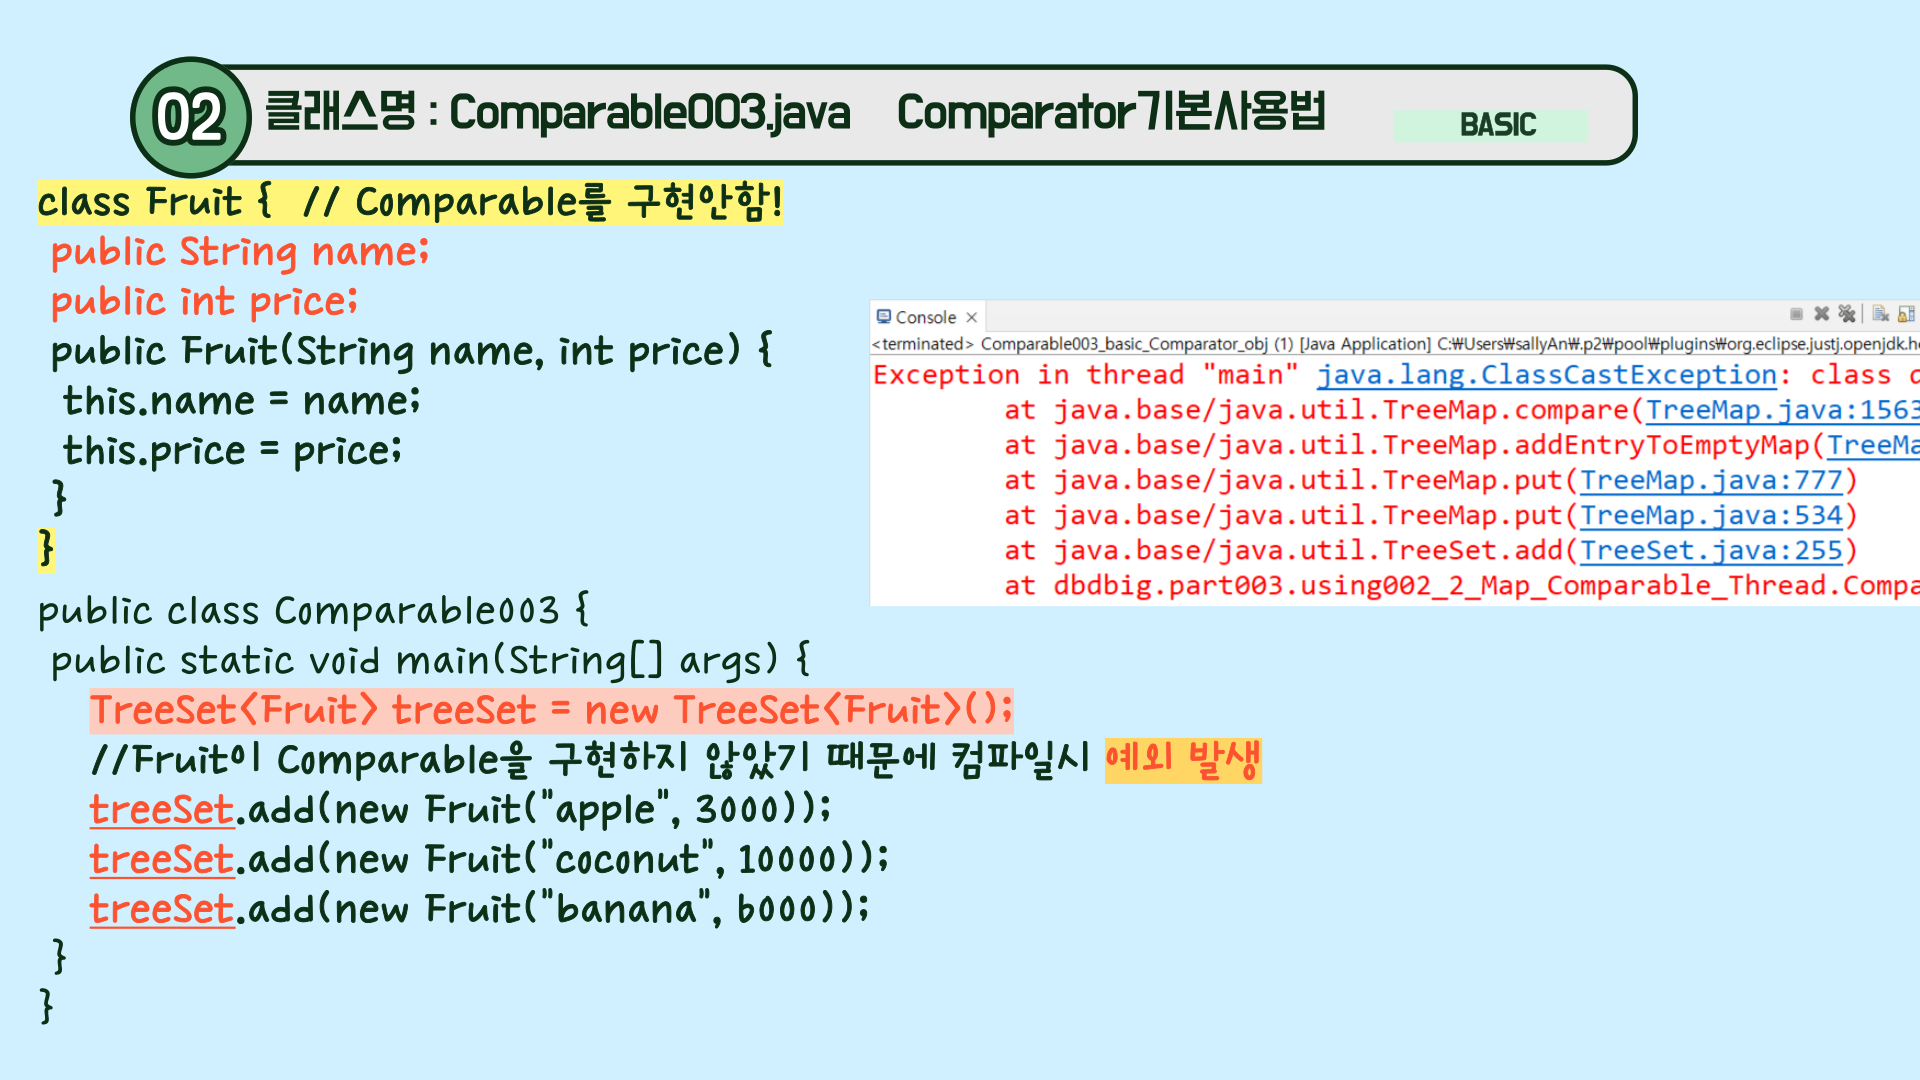 02
클래스명 : Comparable003.java Comparator기본사용법
BASIC
class Fruit { // Comparable를 구현안함!
public String name;
public int price;
public Fruit(String name, int price) {
this.name = name;
this.price = price;
}
}
public class Comparable003 {
public static void main(String[] args) {
TreeSet<Fruit> treeSet = new TreeSet<Fruit>();
//Fruit이 Comparable을 구현하지 않았기 때문에 컴파일시 예외 발생
treeSet.add(new Fruit("apple", 3000));
treeSet.add(new Fruit("coconut", 10000));
treeSet.add(new Fruit("banana", 6000));
}
}
Console
<terminated> Comparable003_basic_Comparator_obj (1) [Java Application] C:₩Users₩sallyAn₩.p2₩pool₩plugins₩org.eclipse.justj.openjdk.h
Exception in thread "main" java.lang.ClassCastException: class
at java.base/java.util.TreeMap.compare(TreeMap.java:1563
at java.base/java.util.TreeMap.addEntryToEmptyMap(TreeMa
at java.base/java.util.TreeMap.put(TreeMap.java:777)
at java.base/java.util.TreeMap.put(TreeMap.java:534)
at java.base/java.util.TreeSet.add(TreeSet.java:255)
at dbdbig.part003.using002_2_Map_Comparable_Thread.Compa